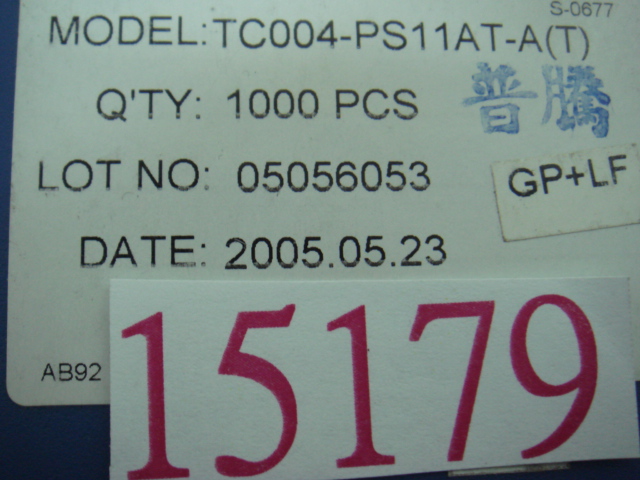 S-0677
MODEL:TC004-PS11AT-A(T)
Q'TY: 1000 PCS
普騰
LOT NO: 05056053
GP+LF
DATE: 2005.05.23
AB92
15179